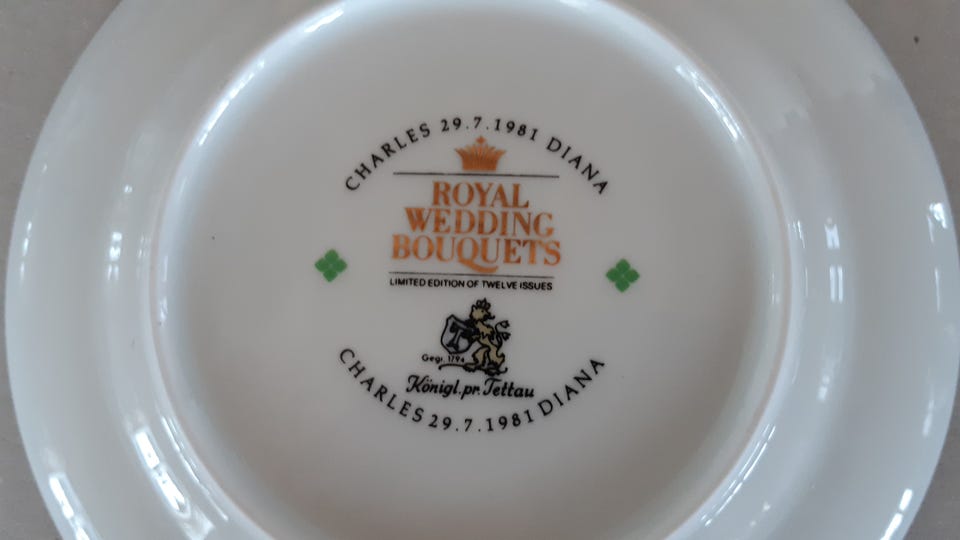 CHARLES 29.7.1981 DIANA
ROYAL
WEDDING
BOUQUETS
LIMITED EDITION OF TWELVE ISSUES
T
Gegr. 1794
Königl. pr. Tettau
CHARLES 29.7.1981 DIANA